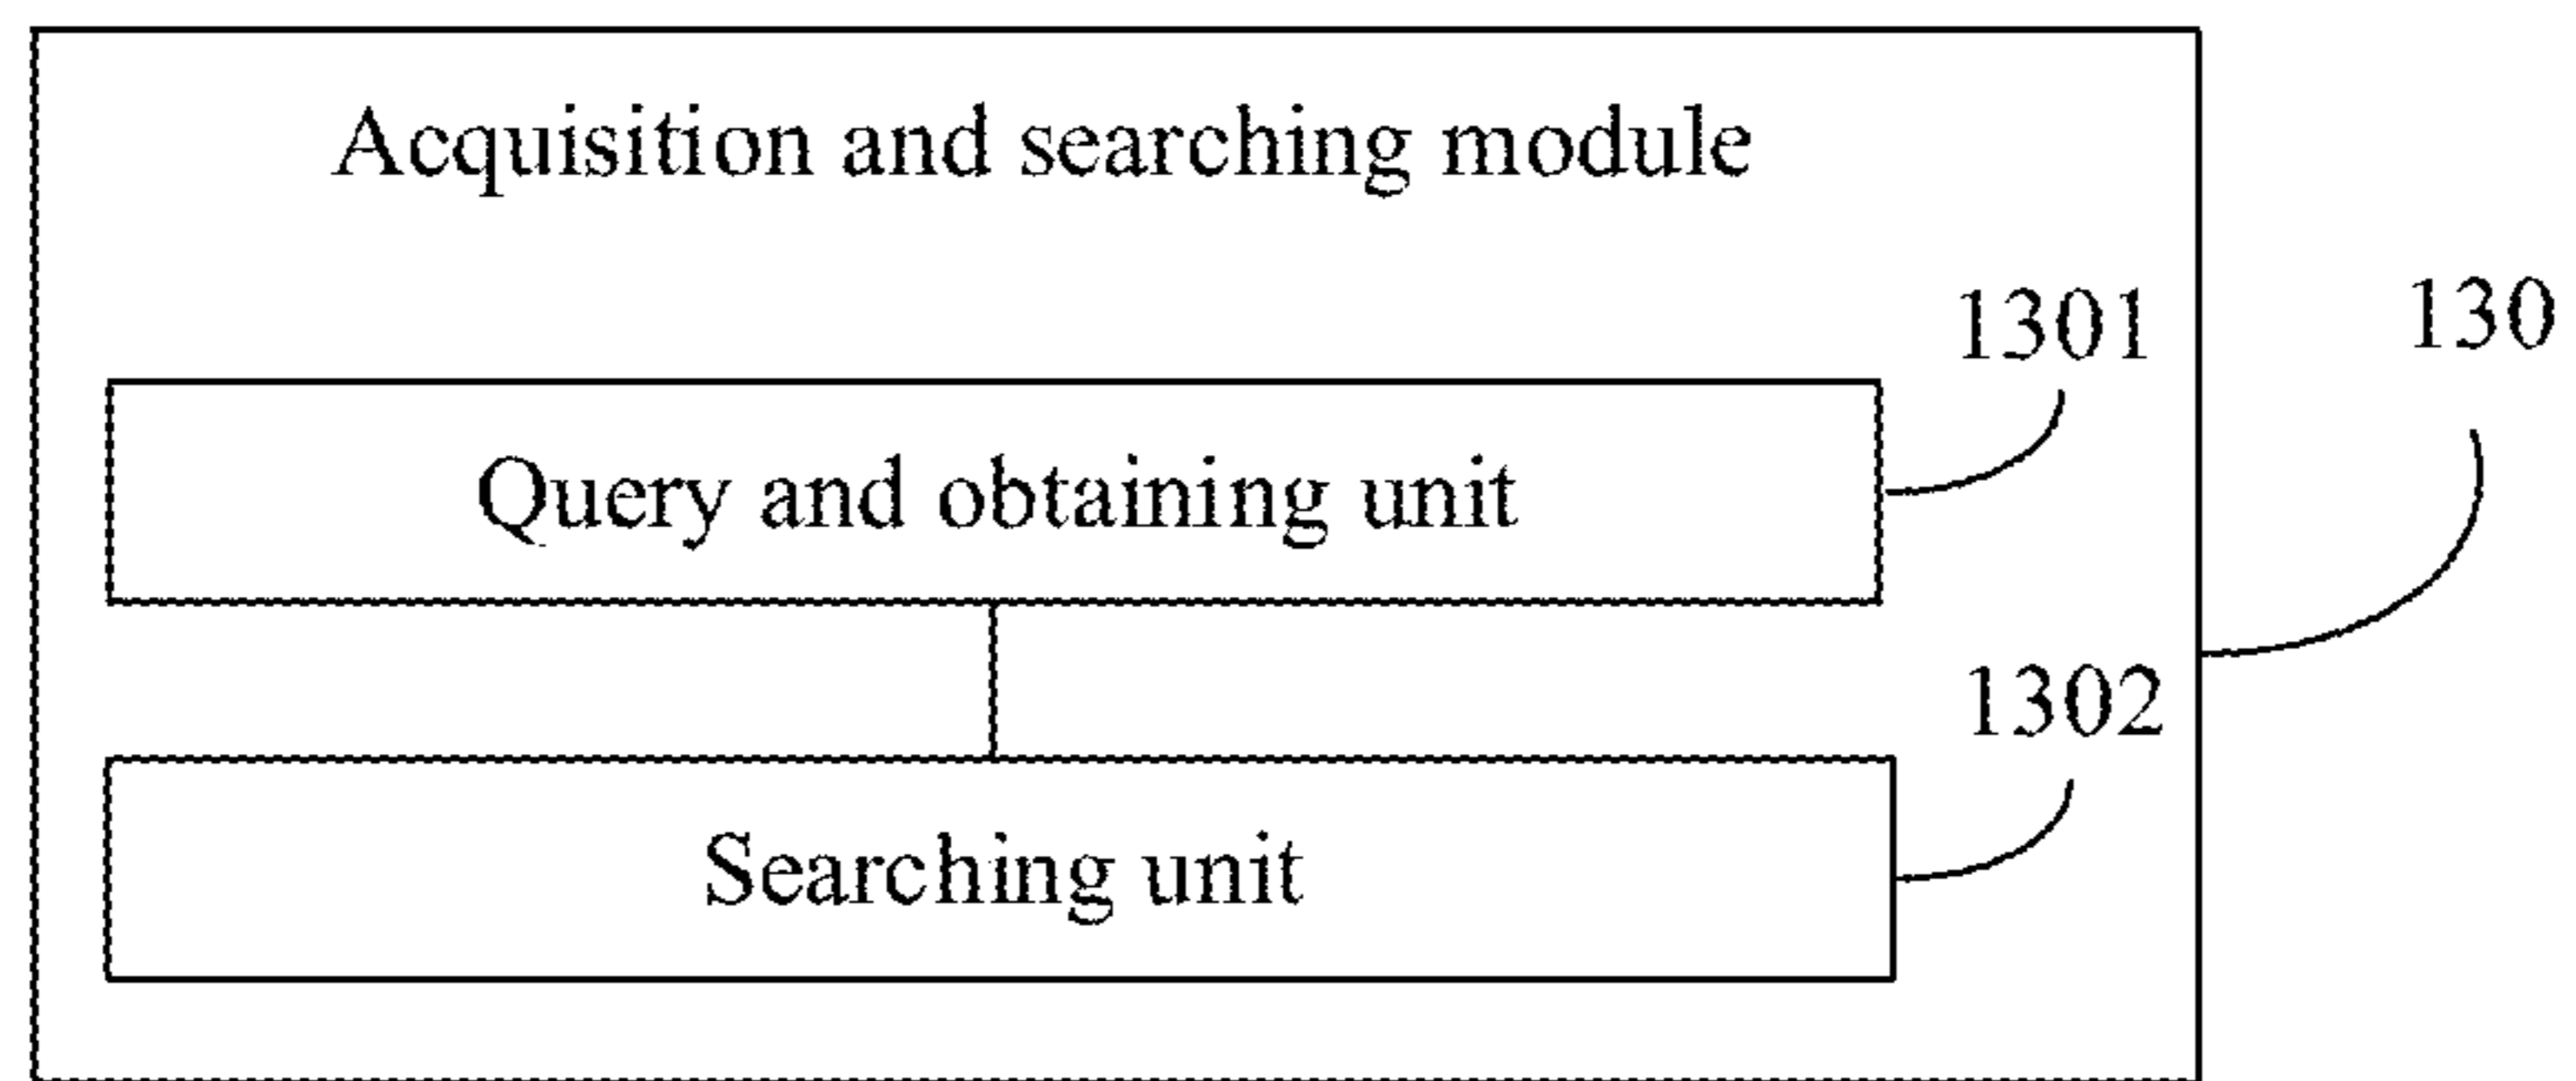 Acquisition and searching module
1301
130
Query and obtaining unit
1302
Searching unit